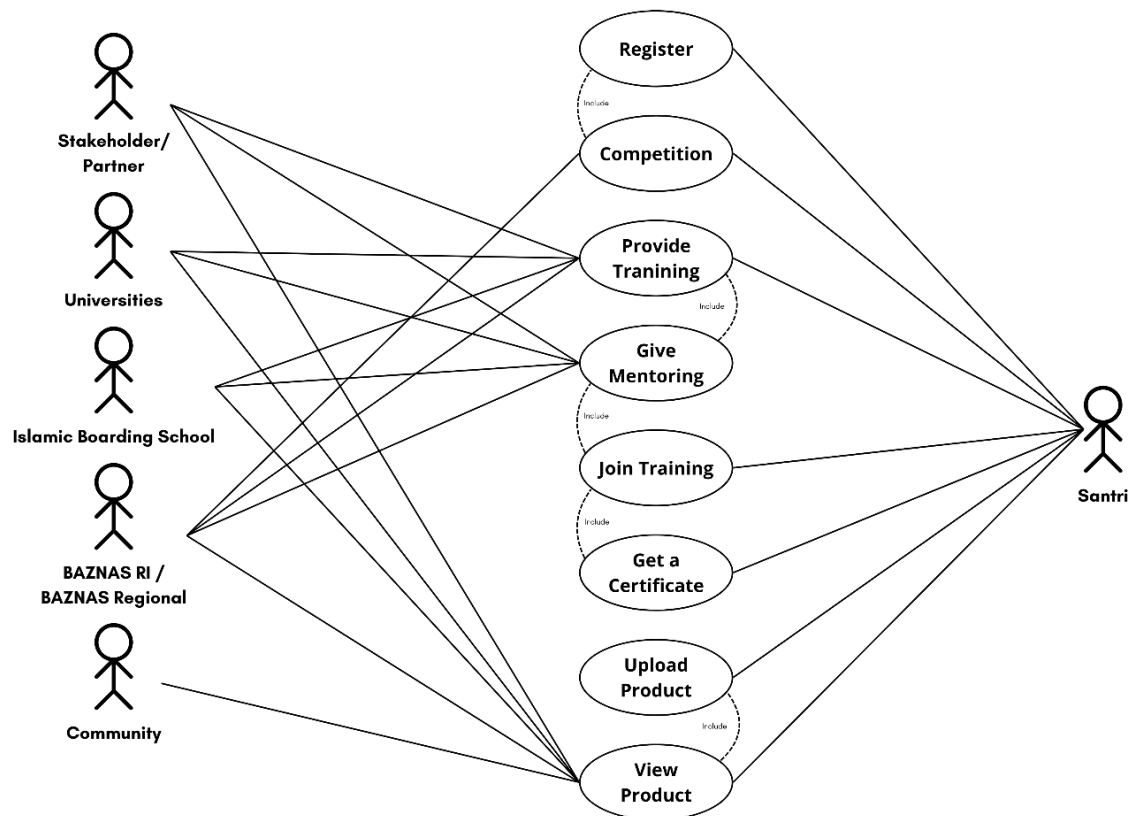 Stakeholder/
Partner
Universities
Islamic Boarding School
BAZNAS RI /
BAZNAS Regional
Community
Register
Include
Competition
Provide
Tranining
Include
Give
Mentoring
Include
Join Training
Include
Get a
Certificate
Upload
Product
Include
View
Product
Santri